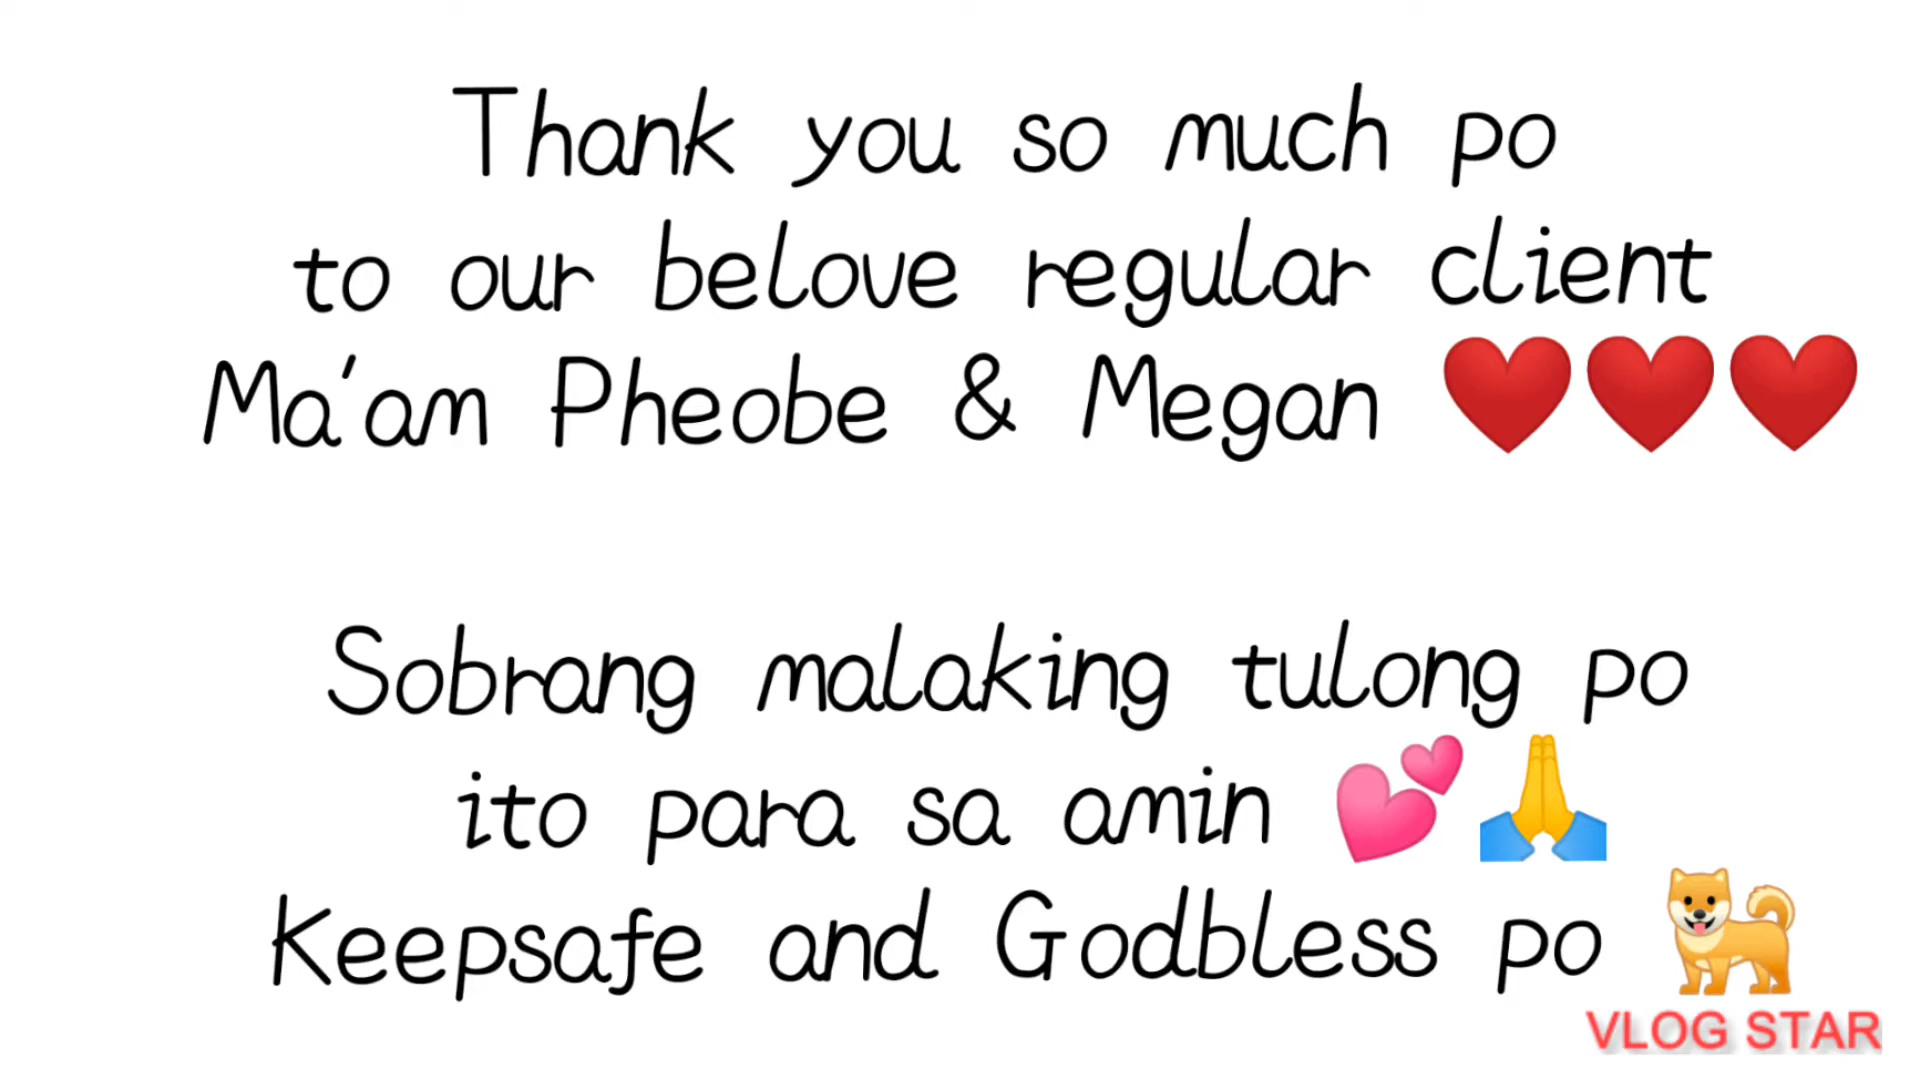 Thank you so much po
to our belove regular client
Ma'am Pheobe & Megan ❤️❤️❤️
Sobrang malaking tulong po
ito para sa amin 💕🙏
Keepsafe and Godbless po 🐕
VLOG STAR